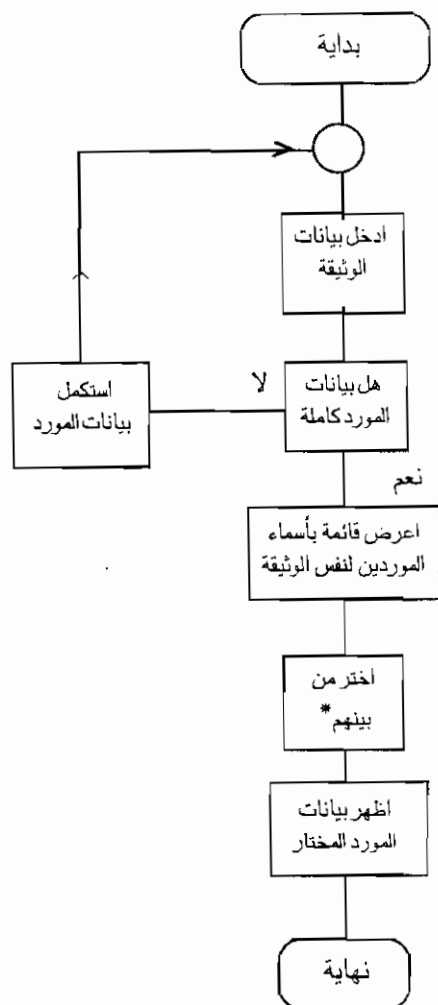 بداية
ادخل بيانات
الوثيقة
هل بيانات
المورد كاملة
لا
استكمل
بيانات المورد
نعم
اعرض قائمة بأسماء
الموردين لنفس الوثيقة
اختر من
بينهم*
اظهر بيانات
المورد المختار
نهاية